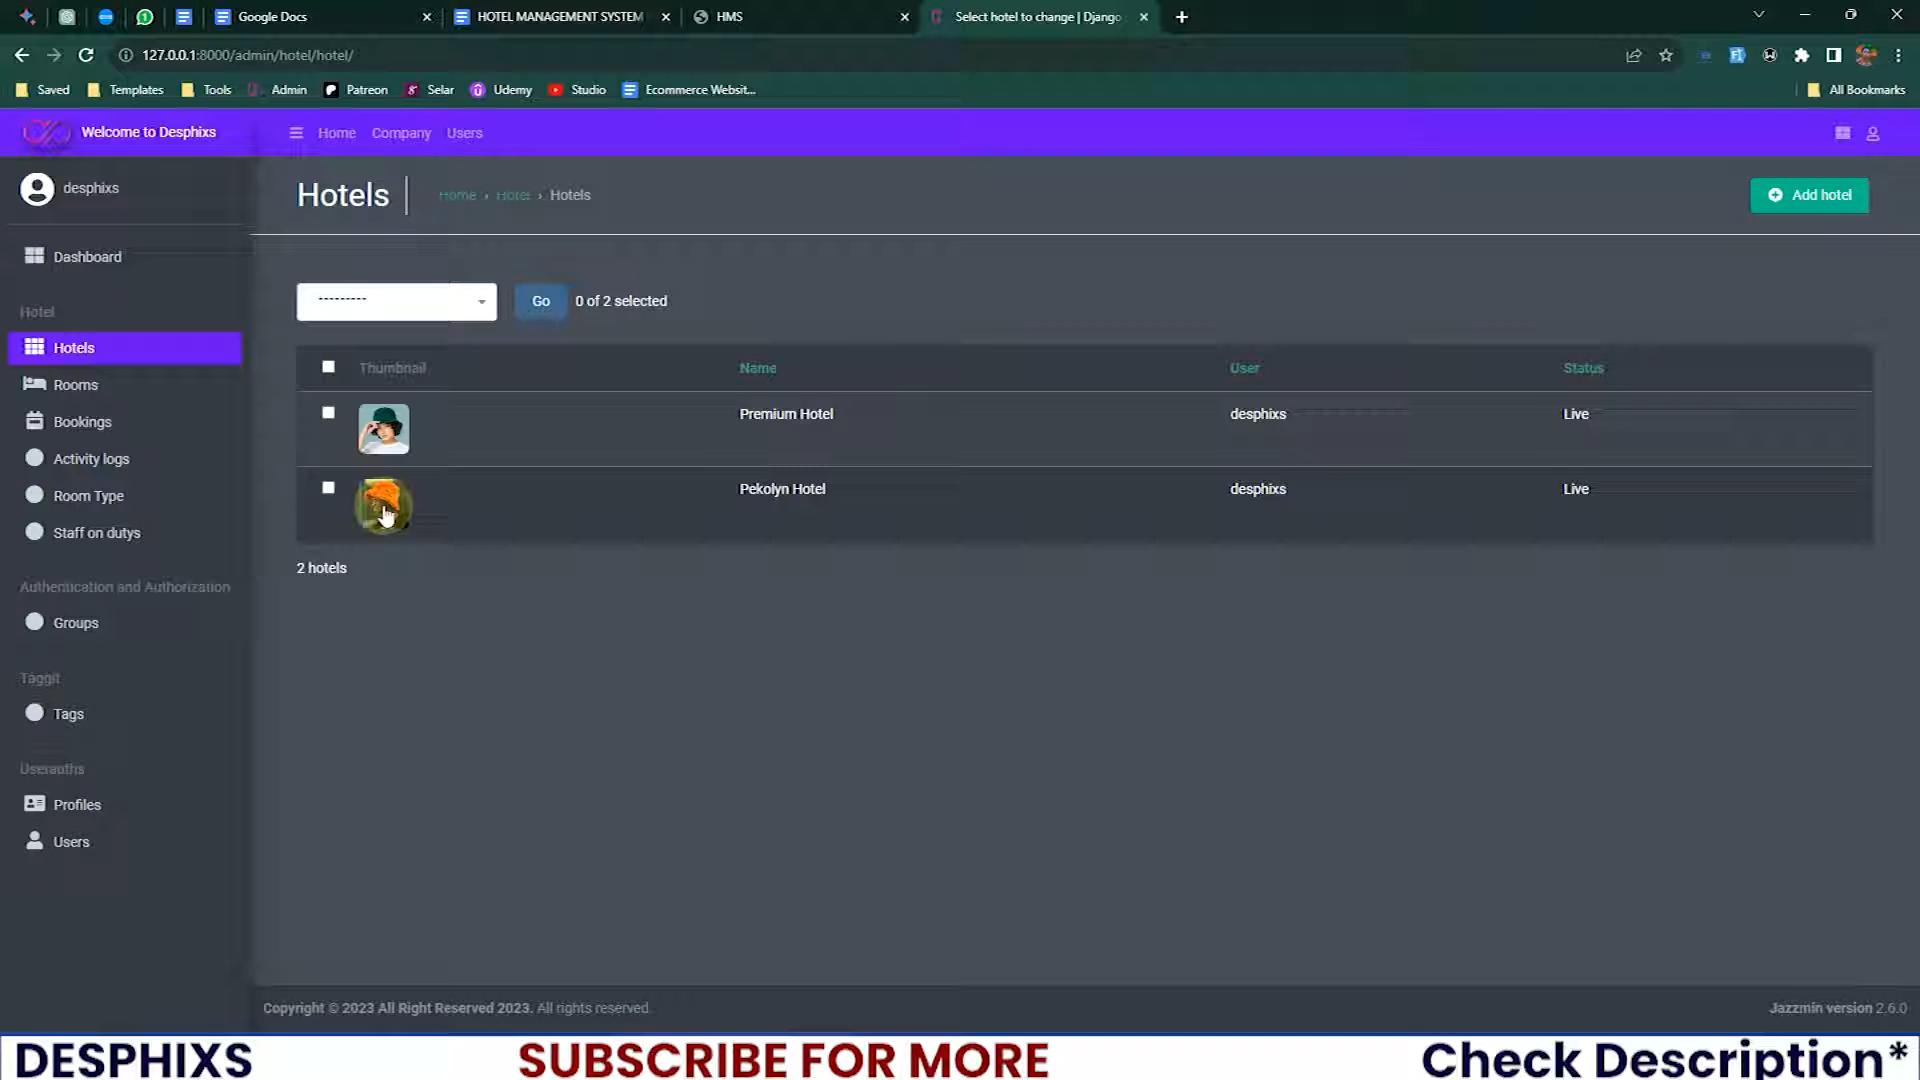 Google Docs
HOTEL MANAGEMENT SYSTEM
HMS
Select hotel to change | Django
127.0.0.1:8000/admin/hotel/hotel/
Saved
Templates
Tools
Admin
Patreon
Selar
Udemy
Studio
Ecommerce Websit...
All Bookmarks
Welcome to Desphixs
Home
Company
Users
desphixs
Hotels
Home › Hotel › Hotels
Add hotel
Dashboard
Hotel
Hotels
Rooms
Bookings
Activity logs
Room Type
Staff on dutys
Authentication and Authorization
Groups
Taggit
Tags
Userauths
Profiles
Users
---------
Go
0 of 2 selected
Thumbnail
Name
User
Status
Premium Hotel
desphixs
Live
Pekolyn Hotel
desphixs
Live
2 hotels
Copyright © 2023 All Right Reserved 2023. All rights reserved.
Jazzmin version 2.6.0
DESPHIXS
SUBSCRIBE FOR MORE
Check Description*